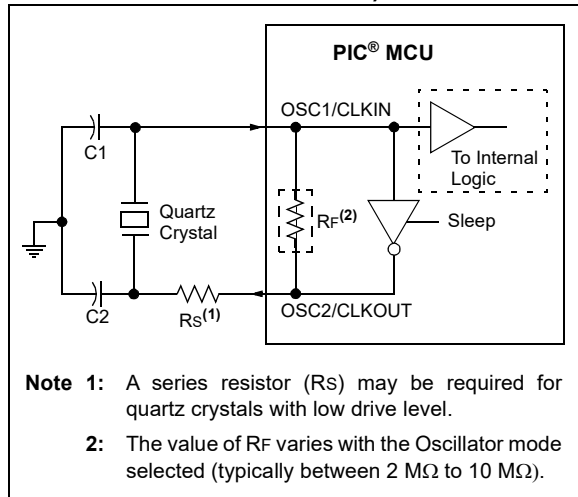 PIC® MCU
OSC1/CLKIN
C1
To Internal
Logic
Quartz
Crystal
RF(2)
Sleep
C2
RS(1)
OSC2/CLKOUT
Note 1: A series resistor (RS) may be required for
quartz crystals with low drive level.
2: The value of RF varies with the Oscillator mode
selected (typically between 2 MΩ to 10 MΩ).